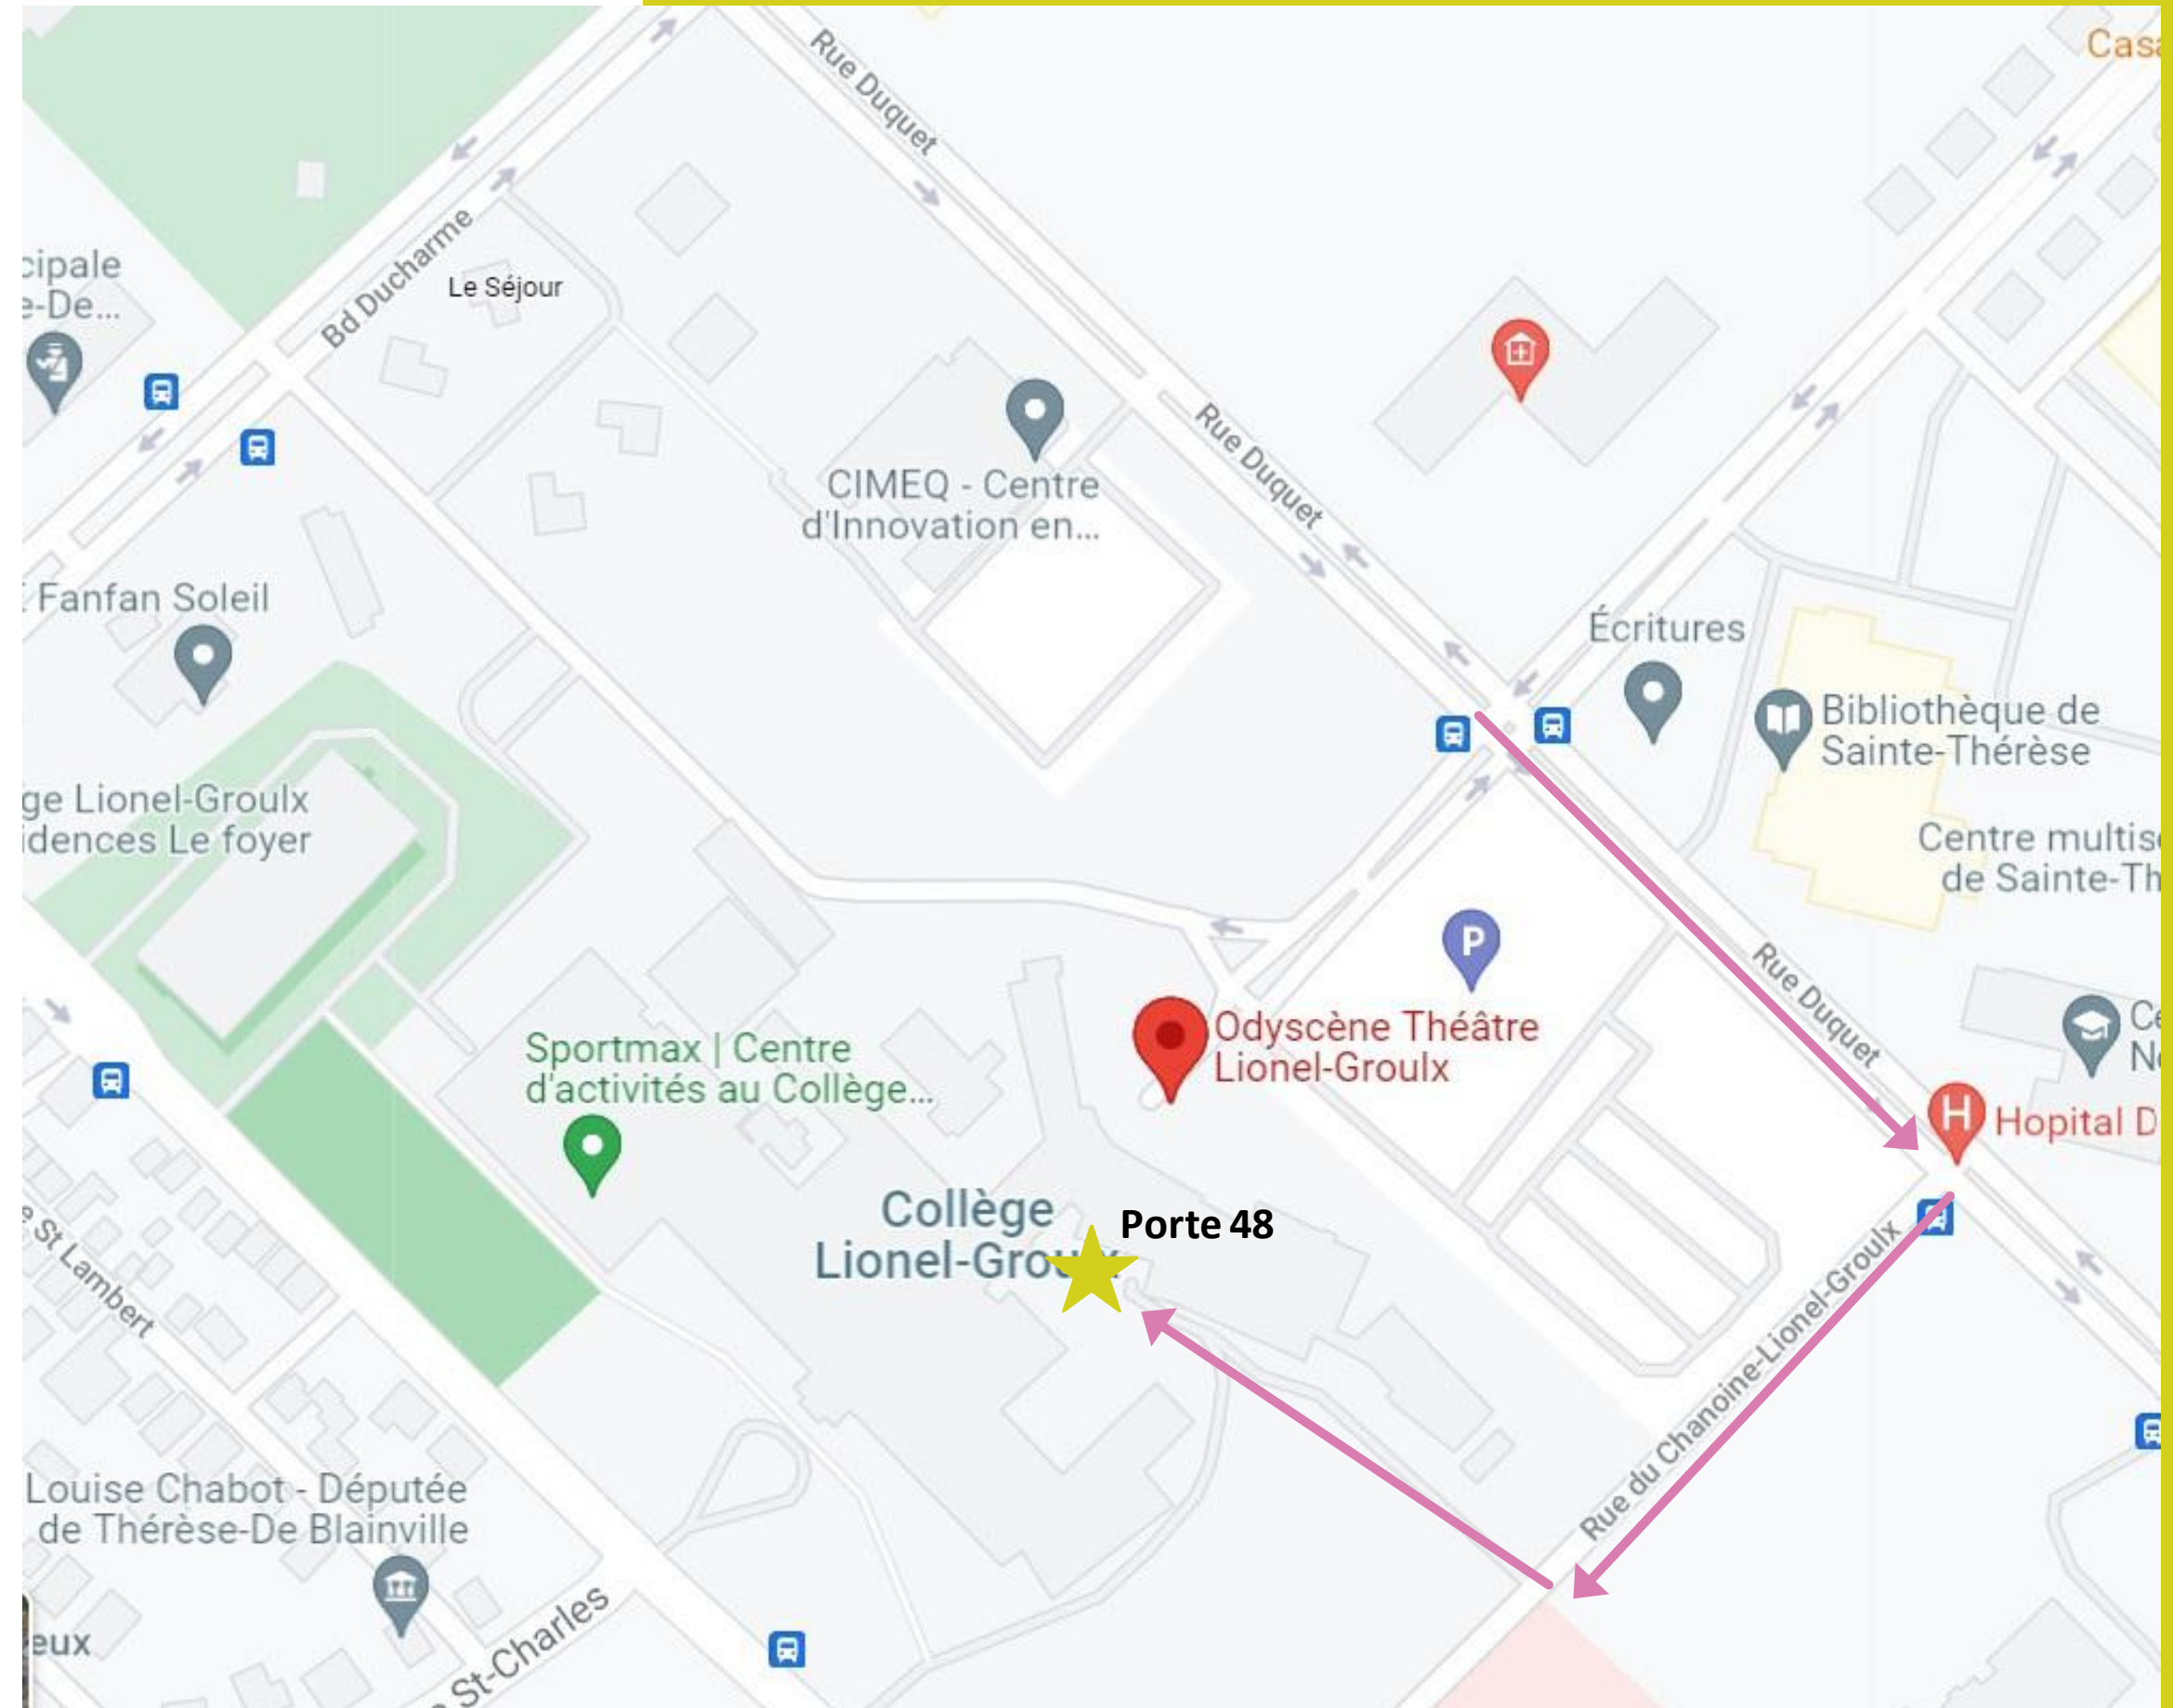 Rue Duquet
Casa
Bd Ducharme
Le Séjour
cipale
e-De...
CIMEQ - Centre
d'Innovation en...
Rue Duquet
Fanfan Soleil
Écritures
Bibliothèque de
Sainte-Thérèse
ge Lionel-Groulx
idences Le foyer
Centre multis
de Sainte-Th
P
Rue Duquet
Odyscène Théâtre
Lionel-Groulx
Sportmax | Centre
d'activités au Collège...
H
Hopital D
Collège
Lionel-Groulx
Porte 48
St Lambert
Rue du Chanoine-Lionel-Groulx
Louise Chabot - Députée
de Thérèse-De Blainville
eux
St-Charles